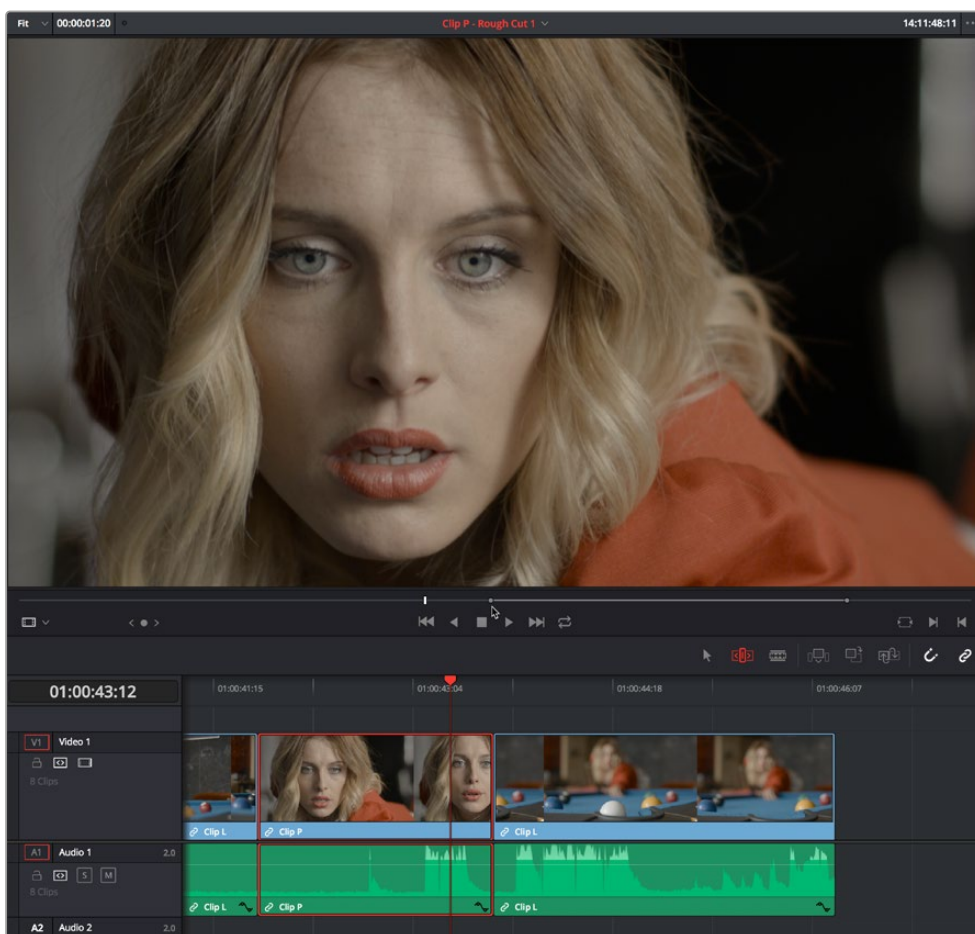 Fit 00:00:01:20 Clip P - Rough Cut 1 14:11:48:11
01:00:43:12 01:00:41:15 01:00:43:04 01:00:44:18 01:00:46:07
V1 Video 1
8 Clips
Clip L Clip P Clip L
A1 Audio 1 2.0
S M
8 Clips
Clip L Clip P Clip L
A2 Audio 2 2.0